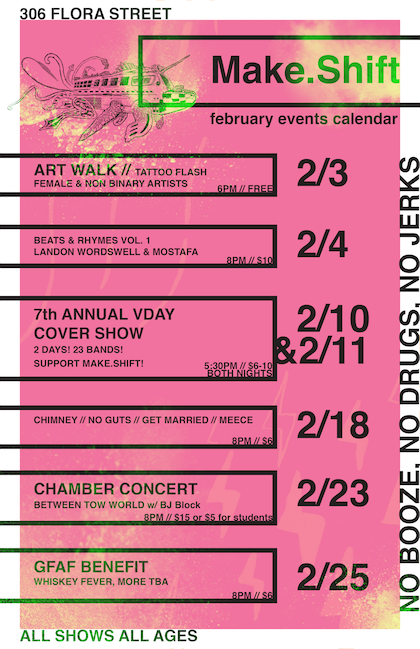 306 FLORA STREET
Make.Shift
february events calendar
ART WALK // TATTOO FLASH
FEMALE & NON BINARY ARTISTS
6PM // FREE
2/3
BEATS & RHYMES VOL. 1
LANDON WORDSWELL & MOSTAFA
8PM // $10
2/4
7th ANNUAL VDAY
COVER SHOW
2 DAYS! 23 BANDS!
SUPPORT MAKE.SHIFT!
5:30PM // $6-10
BOTH NIGHTS
2/10
&2/11
CHIMNEY // NO GUTS // GET MARRIED // MEECE
8PM // $6
2/18
CHAMBER CONCERT
BETWEEN TOW WORLD w/ BJ Block
8PM // $15 or $5 for students
2/23
GFAF BENEFIT
WHISKEY FEVER, MORE TBA
8PM // $6
2/25
NO BOOZE, NO DRUGS, NO JERKS
ALL SHOWS ALL AGES